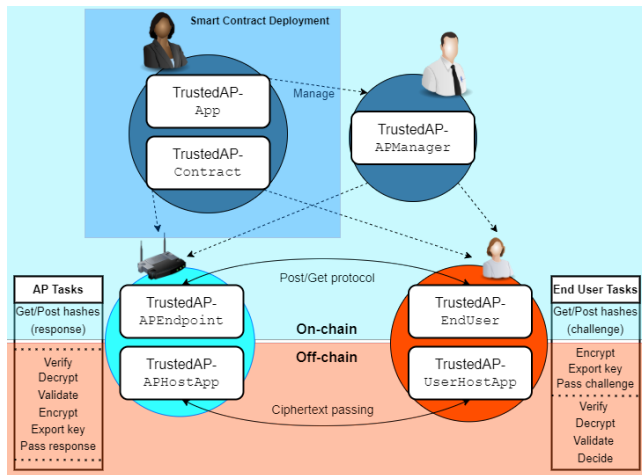 Smart Contract Deployment
TrustedAP-
App
Manage
TrustedAP-
APManager
TrustedAP-
Contract
AP Tasks
Get/Post hashes
(response)
Verify
Decrypt
Validate
Encrypt
Export key
Pass response
Post/Get protocol
TrustedAP-
APEndpoint
TrustedAP-
EndUser
On-chain
Off-chain
TrustedAP-
APHostApp
TrustedAP-
UserHostApp
Ciphertext passing
End User Tasks
Get/Post hashes
(challenge)
Encrypt
Export key
Pass challenge
Verify
Decrypt
Validate
Decide